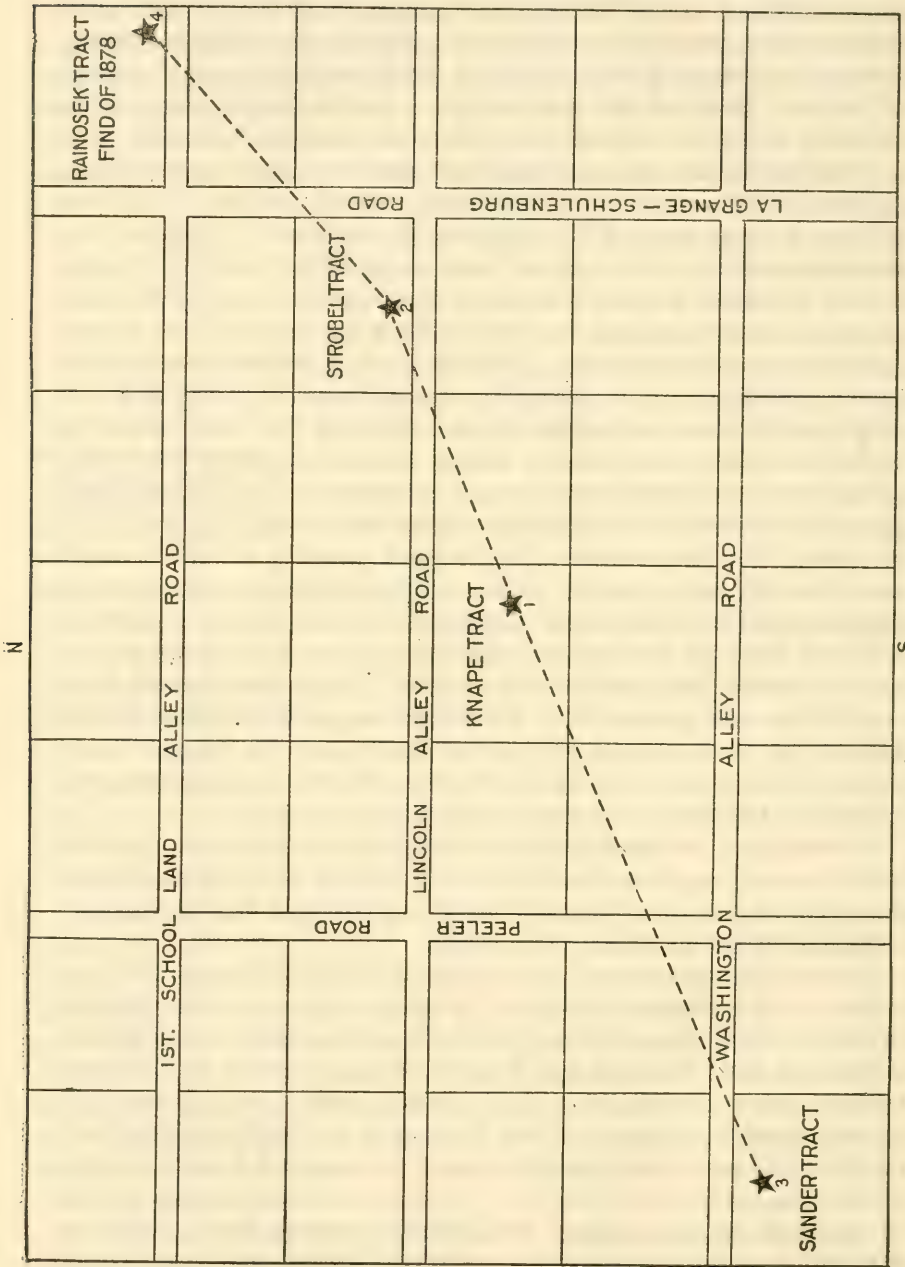 N
RAINOSEK TRACT
FIND OF 1878
4
1ST. SCHOOL LAND ALLEY ROAD
STROBEL TRACT
2
LA GRANGE — SCHULENBURG ROAD
LINCOLN ALLEY ROAD
KNAPE TRACT
1
PEELER ROAD
WASHINGTON ALLEY ROAD
3
SANDER TRACT
S